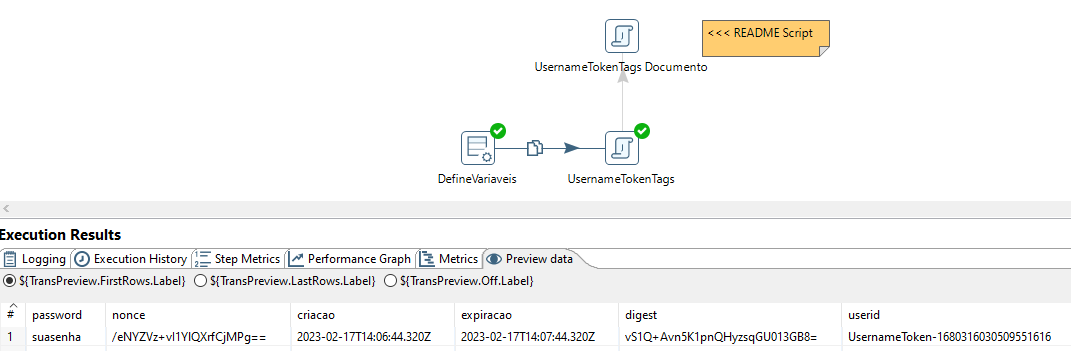 <<< README Script
UsernameTokenTags Documento
DefineVariaveis
UsernameTokenTags
Execution Results
Logging Execution History Step Metrics Performance Graph Metrics Preview data
${TransPreview.FirstRows.Label} ${TransPreview.LastRows.Label} ${TransPreview.Off.Label}
# password nonce criacao expiracao digest userid
1 suasenha /eNYZVz+vI1YIQXrfCjMPg== 2023-02-17T14:06:44.320Z 2023-02-17T14:07:44.320Z vS1Q+Avn5K1pnQHyzsqGU013GB8= UsernameToken-1680316030509551616